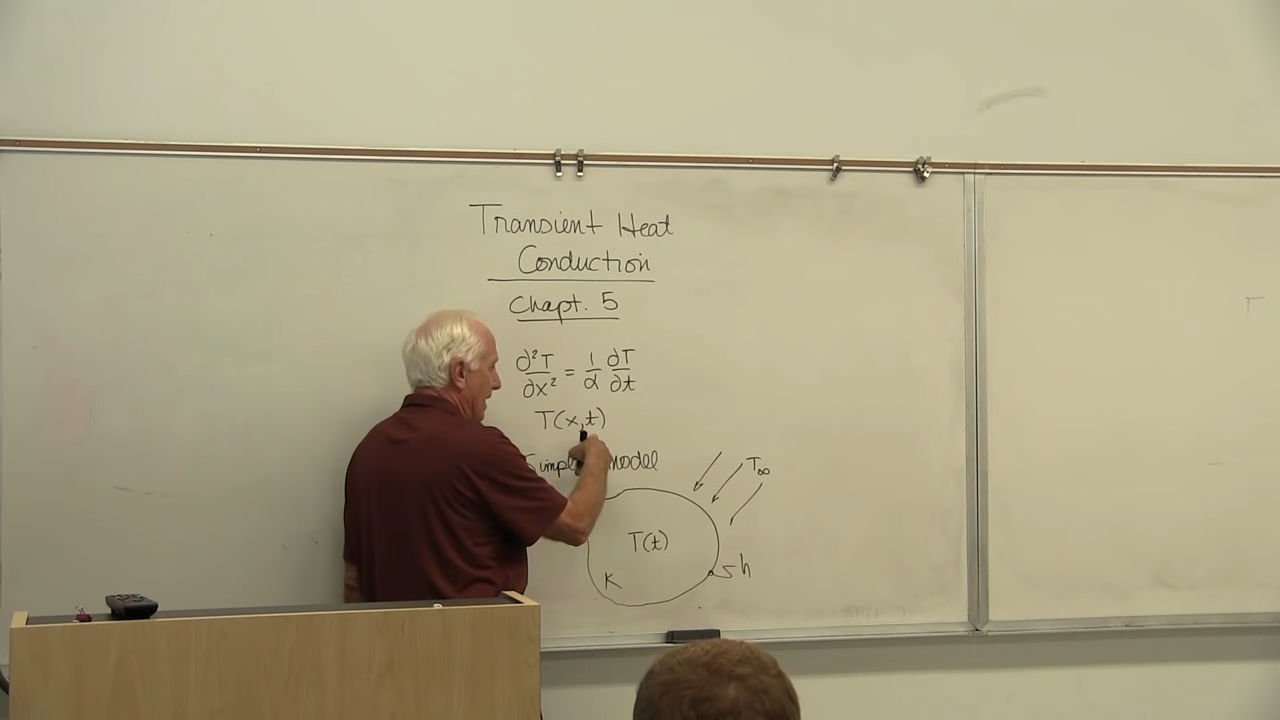 Transient Heat
Conduction
Chapt. 5
∂²T/∂x² = 1/α ∂T/∂t
T(x,t)
model
T∞
T(t)
K
h